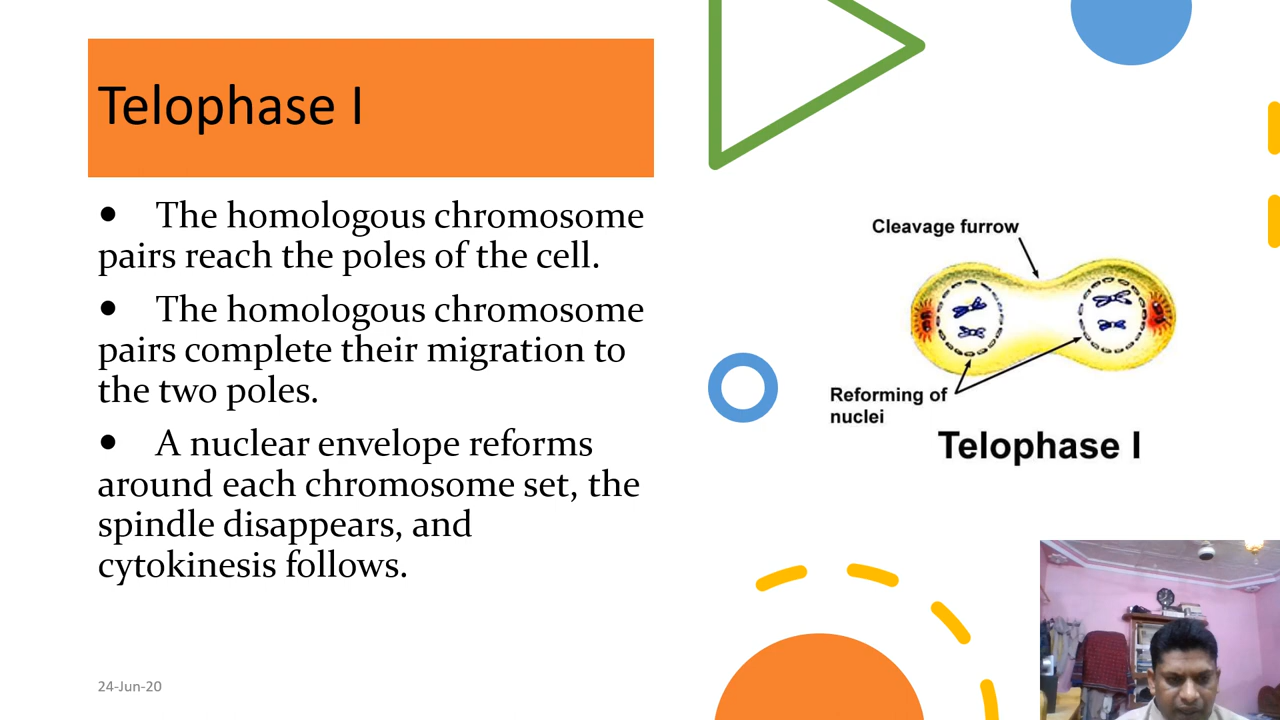 Telophase I
• The homologous chromosome
pairs reach the poles of the cell.
• The homologous chromosome
pairs complete their migration to
the two poles.
• A nuclear envelope reforms
around each chromosome set, the
spindle disappears, and
cytokinesis follows.
24-Jun-20
Cleavage furrow
Reforming of
nuclei
Telophase I